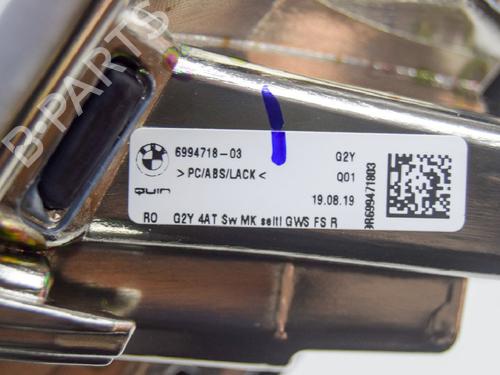 B-PARTS
6994718-03 G2Y
>PC/ABS/LACK< Q01
quin 19.08.19
RO G2Y 4AT Sw MK seitl GWS FS R